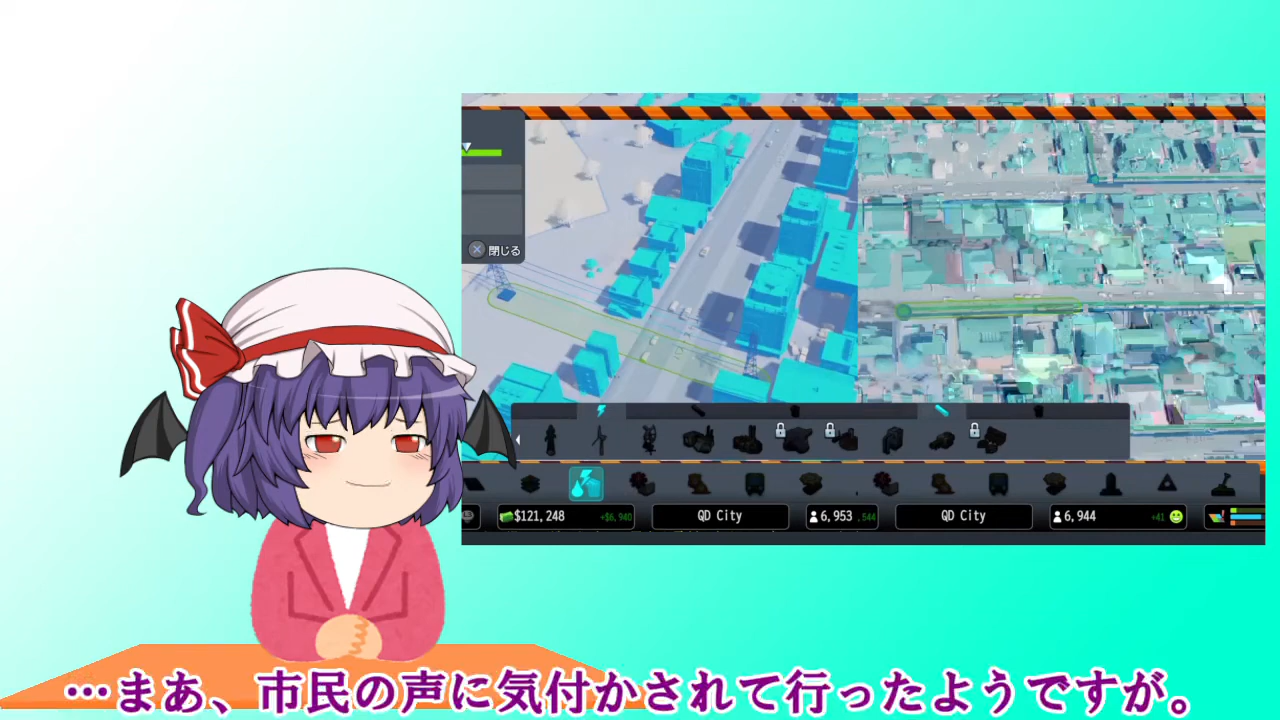 閉じる
$121,248 +$6,940 QD City 6,953 544 QD City 6,944 +41
…まあ、市民の声に気付かされて行ったようですが。